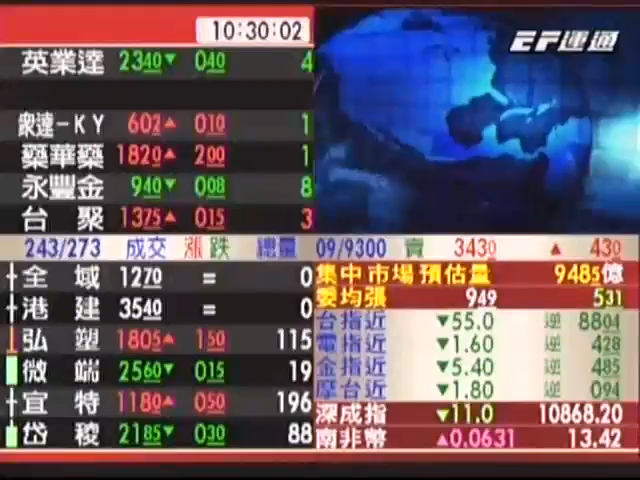 10:30:02
EF運通
英業達 2340▼ 040 4
眾達－KY 602▲ 010 1
藥華藥 1820▲ 200 1
永豐金 940▼ 008 8
台聚 1375▲ 015 3
243/273 成交 漲跌 總量
全域 1270 = 0
港建 3540 = 0
弘塑 1805▲ 150 115
微端 2560▼ 015 19
宜特 1180▲ 050 196
岱稜 2185▼ 030 88
09/9300 賣 3430 ▲ 430
集中市場預估量 9485億
委均張 949 531
台指近 ▼55.0 逆 8804
電指近 ▼1.60 逆 428
金指近 ▼5.40 逆 485
摩台近 ▼1.80 逆 094
深成指 ▼11.0 10868.20
南非幣 ▲0.0631 13.42